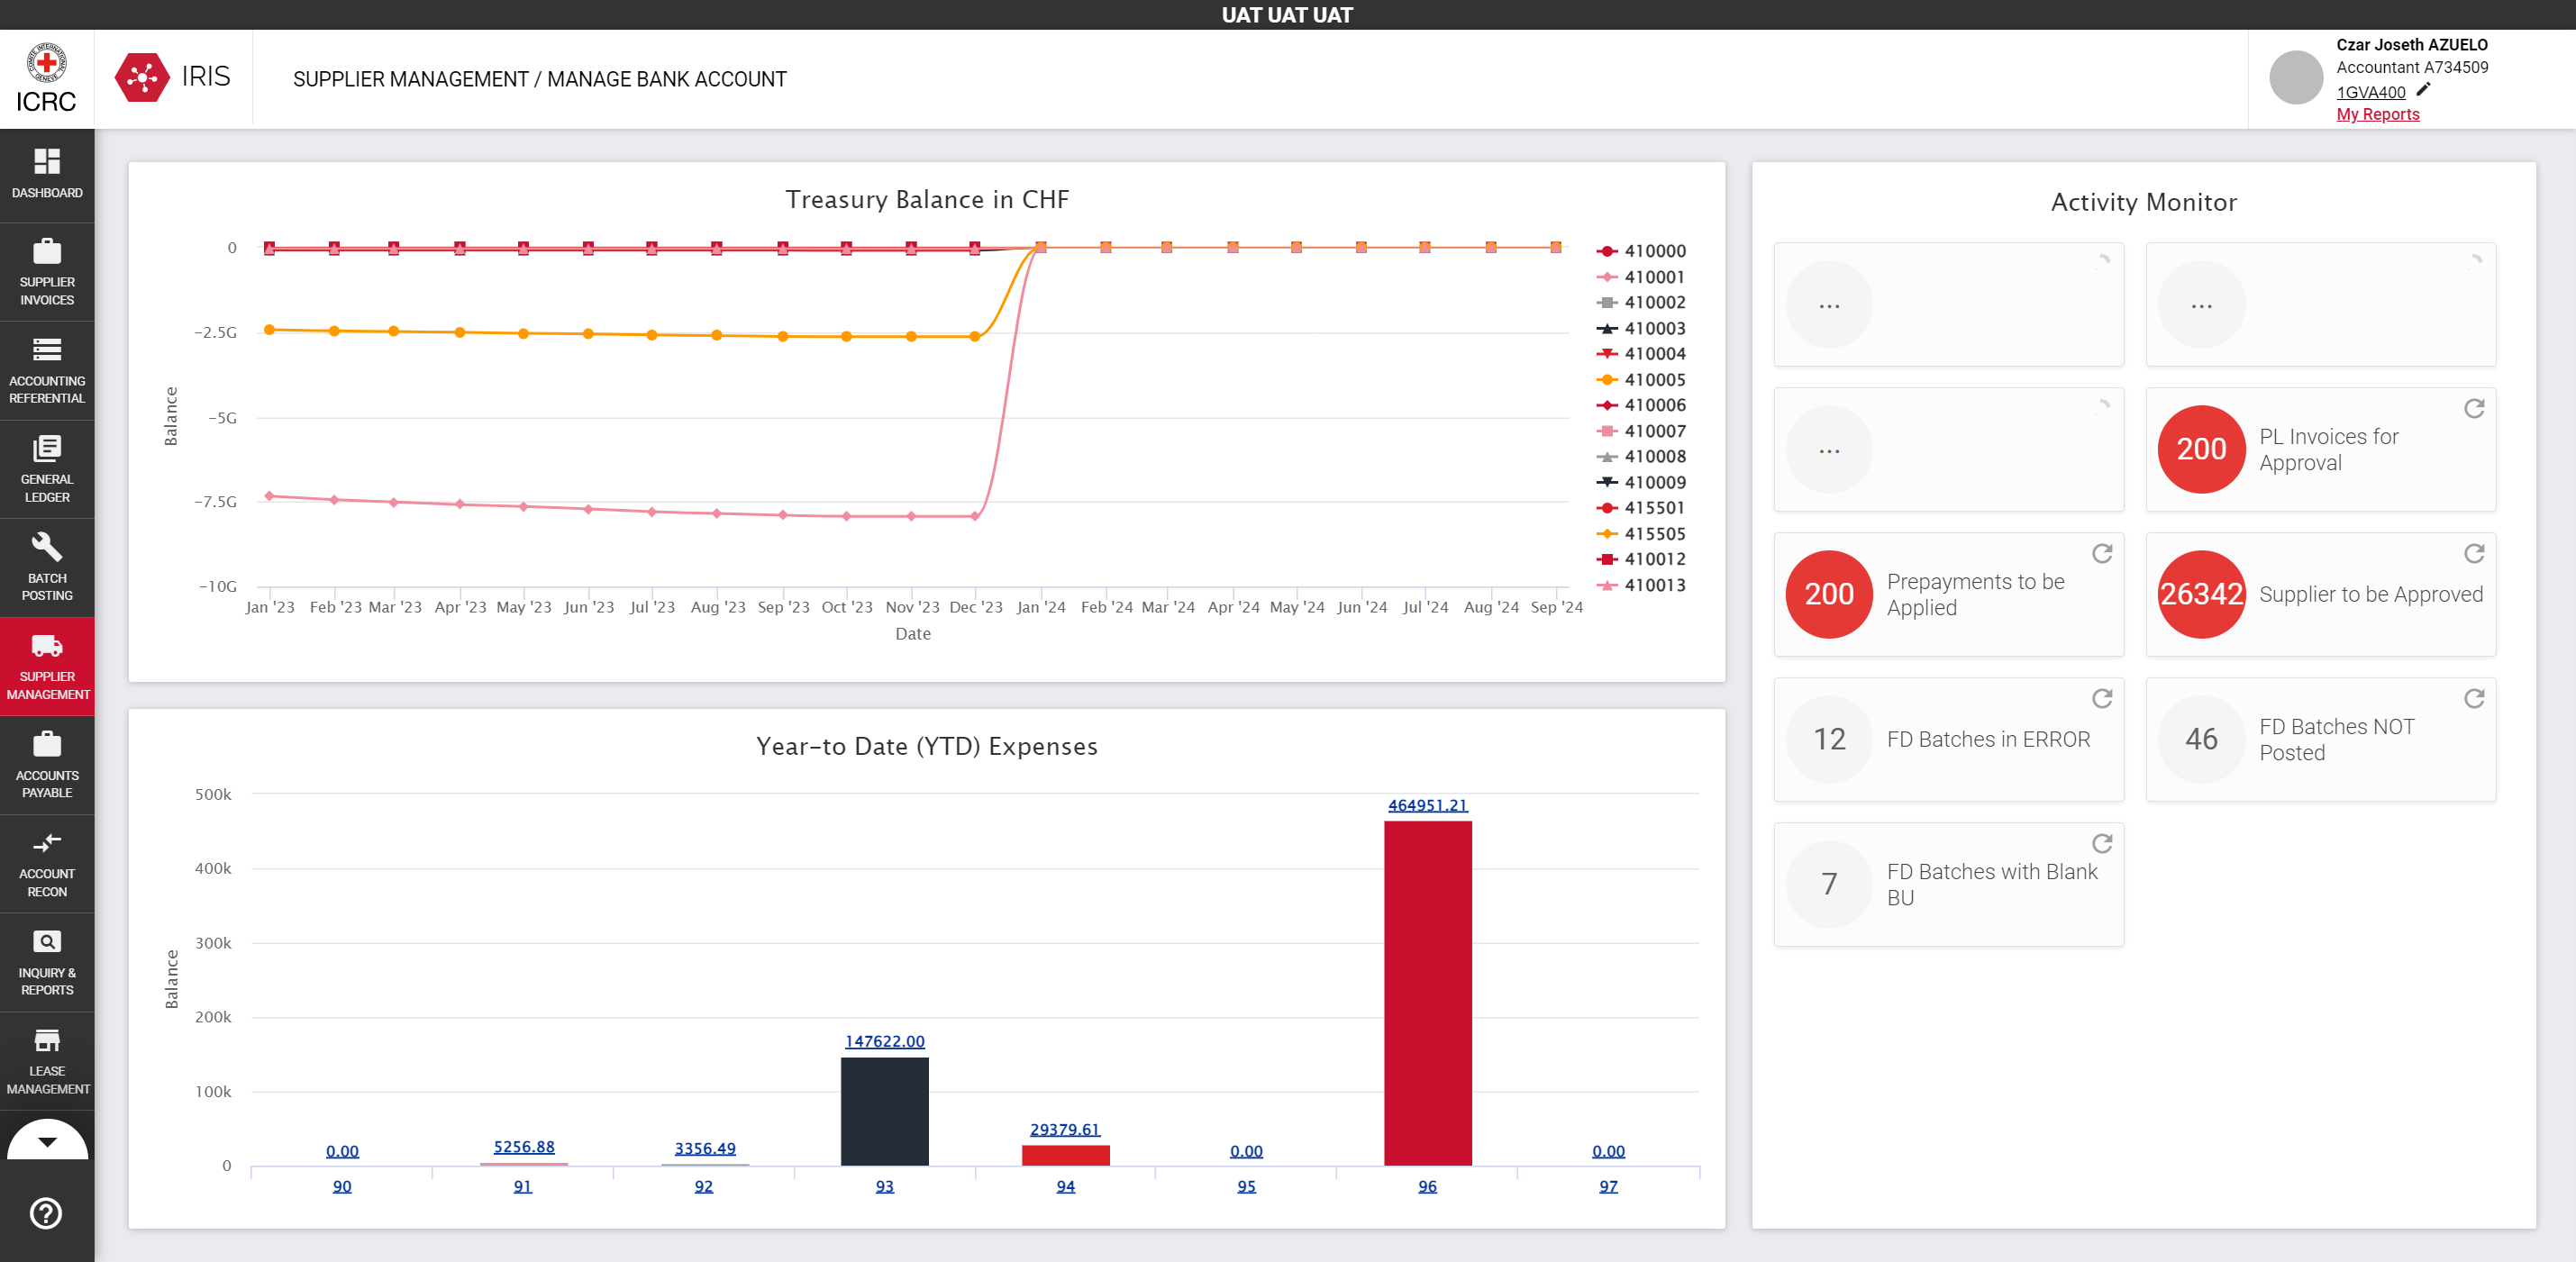 UAT UAT UAT
ICRC
IRIS
SUPPLIER MANAGEMENT / MANAGE BANK ACCOUNT
Czar Joseth AZUELO
Accountant A734509
1GVA400
My Reports
DASHBOARD
SUPPLIER
INVOICES
ACCOUNTING
REFERENTIAL
GENERAL
LEDGER
BATCH
POSTING
SUPPLIER
MANAGEMENT
ACCOUNTS
PAYABLE
ACCOUNT
RECON
INQUIRY &
REPORTS
LEASE
MANAGEMENT
Treasury Balance in CHF
Balance
0
−2.5G
−5G
−7.5G
−10G
Jan '23 Feb '23 Mar '23 Apr '23 May '23 Jun '23 Jul '23 Aug '23 Sep '23 Oct '23 Nov '23 Dec '23 Jan '24 Feb '24 Mar '24 Apr '24 May '24 Jun '24 Jul '24 Aug '24 Sep '24
Date
410000
410001
410002
410003
410004
410005
410006
410007
410008
410009
415501
415505
410012
410013
Year-to Date (YTD) Expenses
Balance
500k
400k
300k
200k
100k
0
0.00 5256.88 3356.49 147622.00 29379.61 0.00 464951.21 0.00
90 91 92 93 94 95 96 97
Activity Monitor
...
...
...
200
PL Invoices for
Approval
200
Prepayments to be
Applied
26342
Supplier to be Approved
12
FD Batches in ERROR
46
FD Batches NOT
Posted
7
FD Batches with Blank
BU